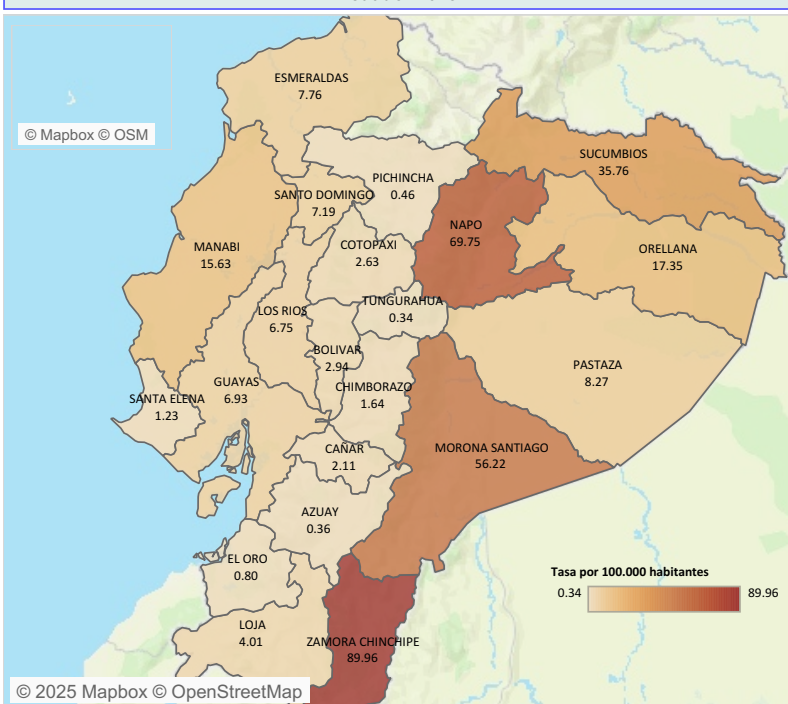 ESMERALDAS
7.76
© Mapbox © OSM
SUCUMBIOS
35.76
PICHINCHA
0.46
SANTO DOMINGO
7.19
NAPO
69.75
MANABI
15.63
COTOPAXI
2.63
ORELLANA
17.35
TUNGURAHUA
0.34
LOS RIOS
6.75
BOLIVAR
2.94
PASTAZA
8.27
GUAYAS
6.93
CHIMBORAZO
1.64
SANTA ELENA
1.23
CAÑAR
2.11
MORONA SANTIAGO
56.22
AZUAY
0.36
EL ORO
0.80
Tasa por 100.000 habitantes
0.34
89.96
LOJA
4.01
ZAMORA CHINCHIPE
89.96
© 2025 Mapbox © OpenStreetMap